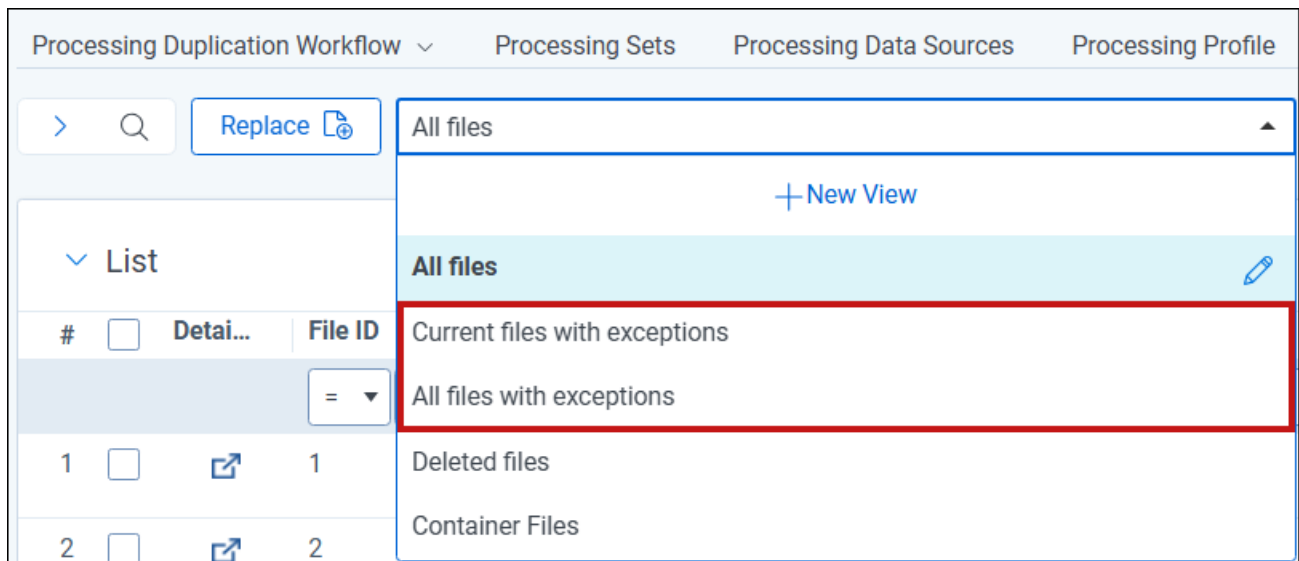 Processing Duplication Workflow Processing Sets Processing Data Sources Processing Profile
Replace All files
New View
List
All files
# Detai... File ID
Current files with exceptions
=
All files with exceptions
1 1
Deleted files
Container Files
2 2